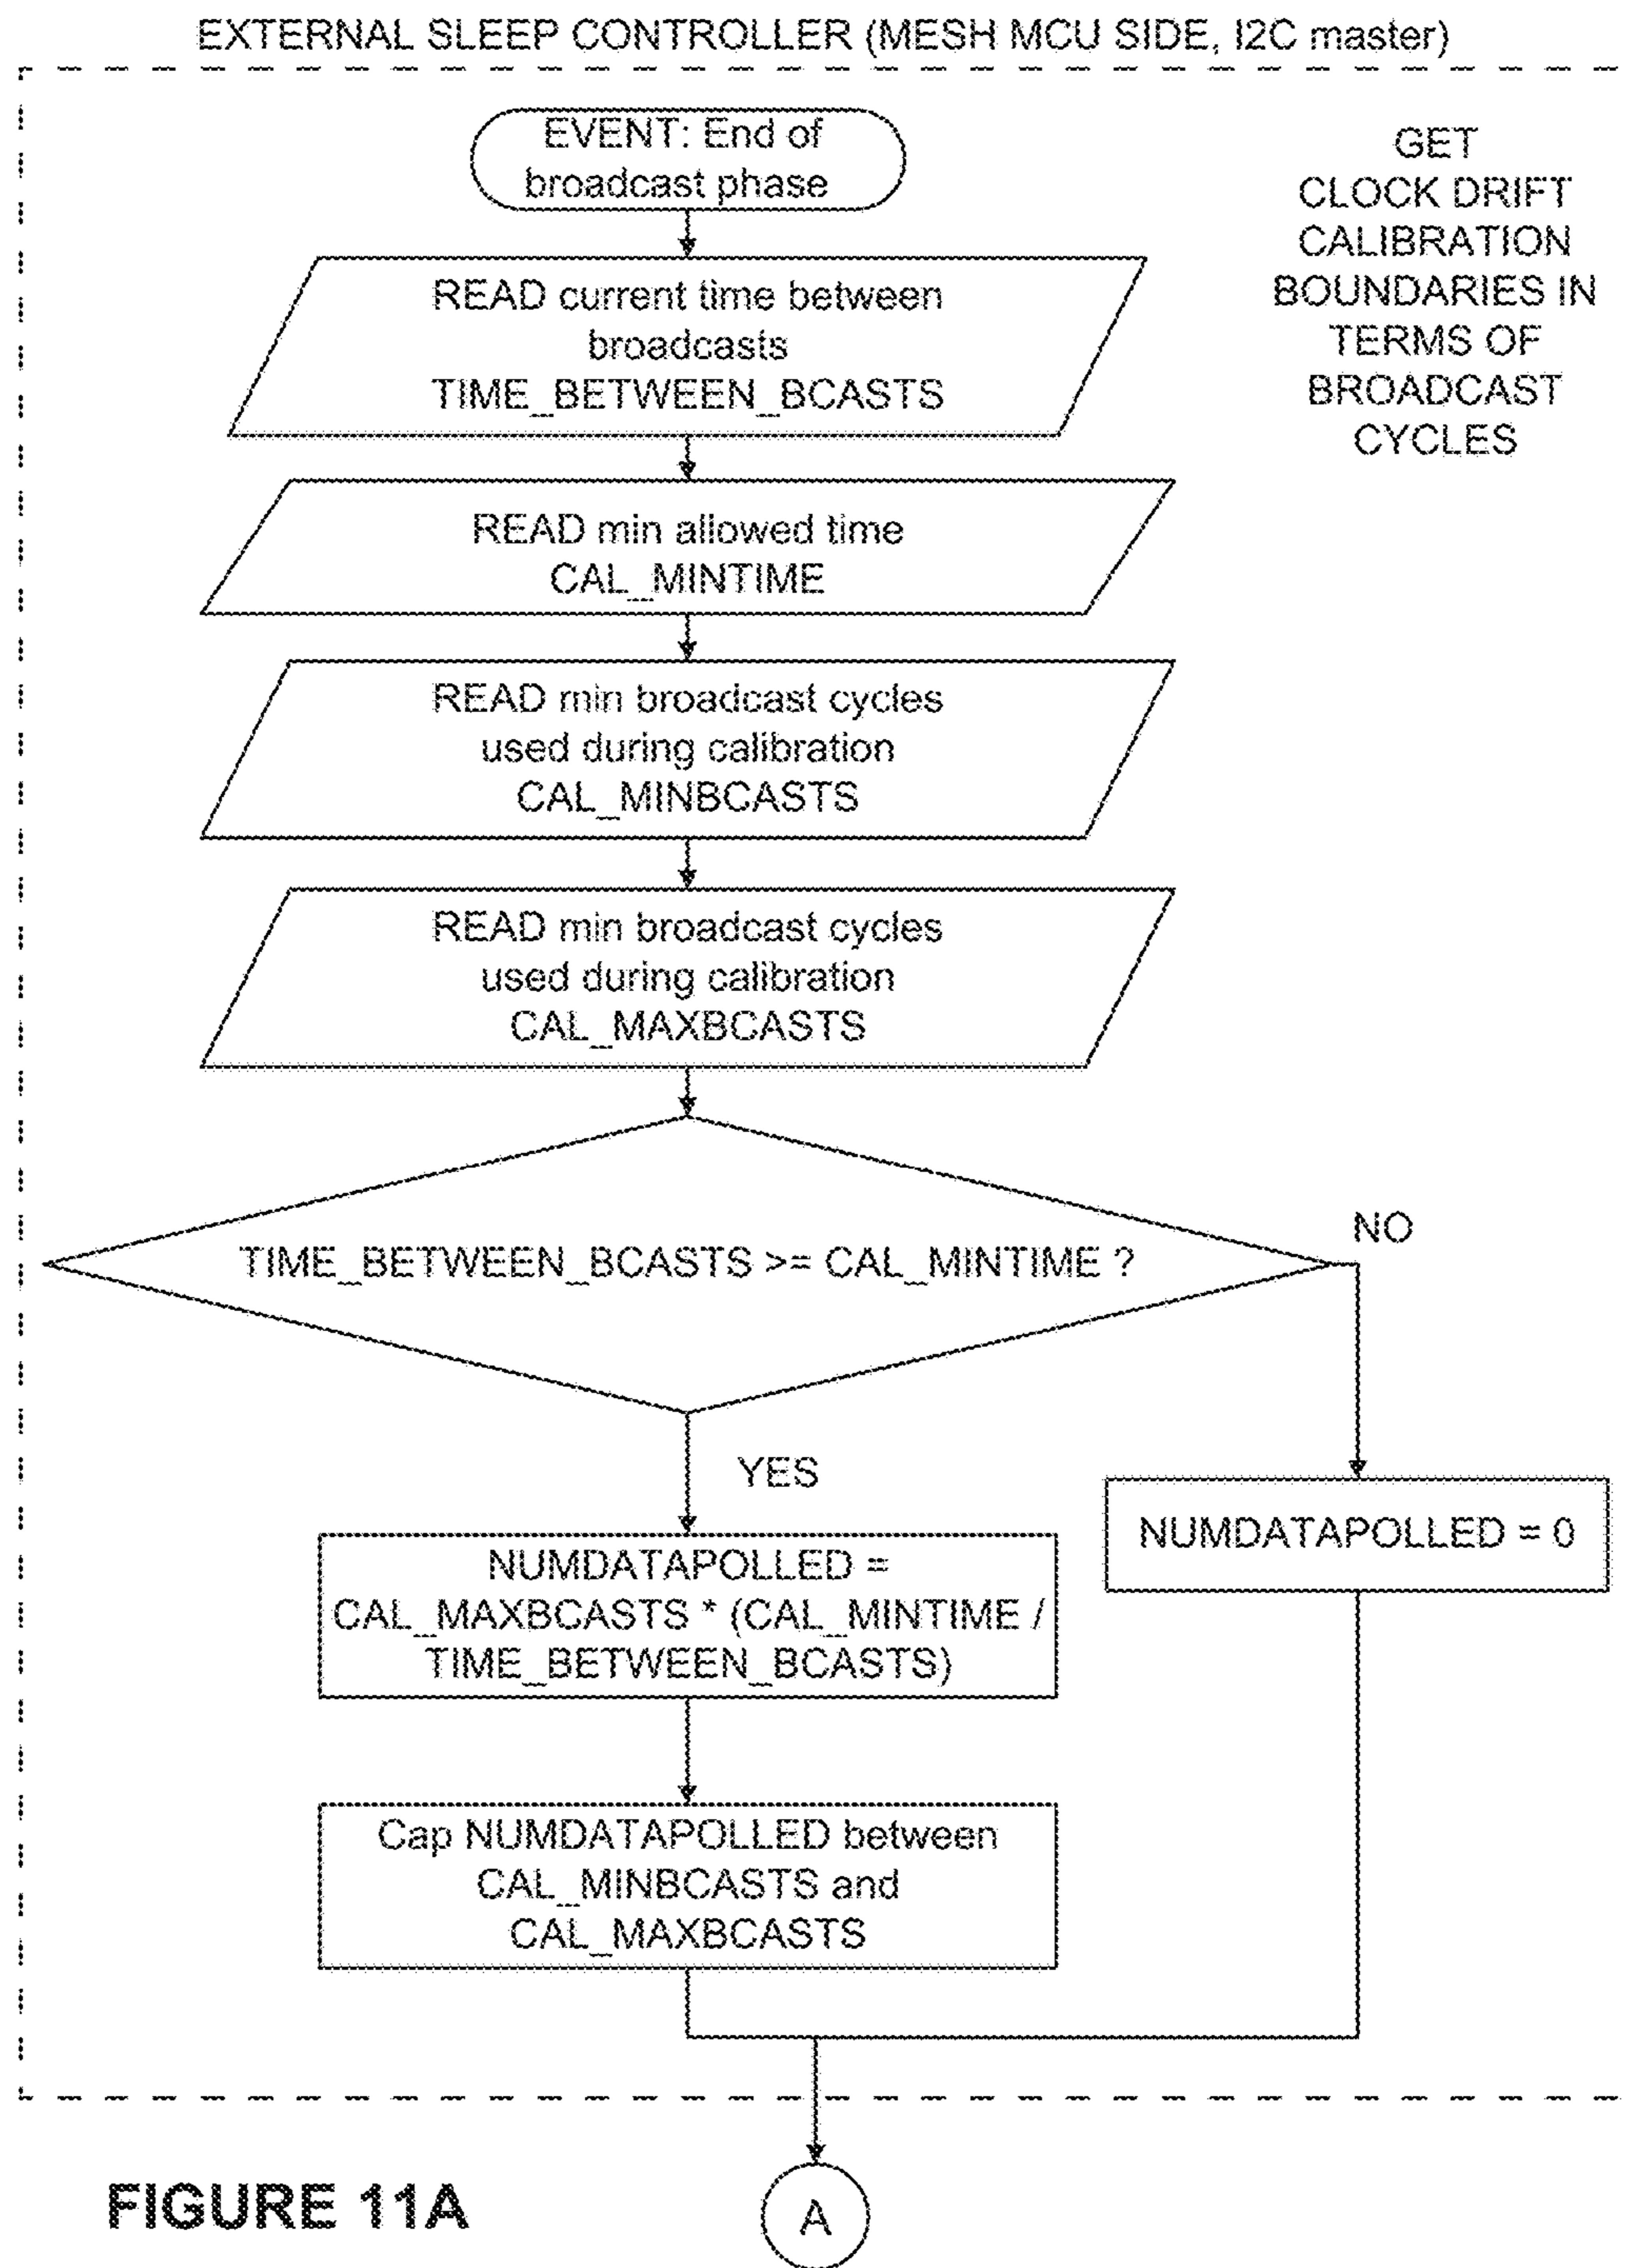 EXTERNAL SLEEP CONTROLLER (MESH MCU SIDE, I2C master)
EVENT: End of
broadcast phase
GET
CLOCK DRIFT
CALIBRATION
BOUNDARIES IN
TERMS OF
BROADCAST
CYCLES
READ current time between
broadcasts
TIME_BETWEEN_BCASTS
READ min allowed time
CAL_MINTIME
READ min broadcast cycles
used during calibration
CAL_MINBCASTS
READ min broadcast cycles
used during calibration
CAL_MAXBCASTS
TIME_BETWEEN_BCASTS >= CAL_MINTIME ?
NO
YES
NUMDATAPOLLED =
CAL_MAXBCASTS * (CAL_MINTIME /
TIME_BETWEEN_BCASTS)
NUMDATAPOLLED = 0
Cap NUMDATAPOLLED between
CAL_MINBCASTS and
CAL_MAXBCASTS
A
FIGURE 11A